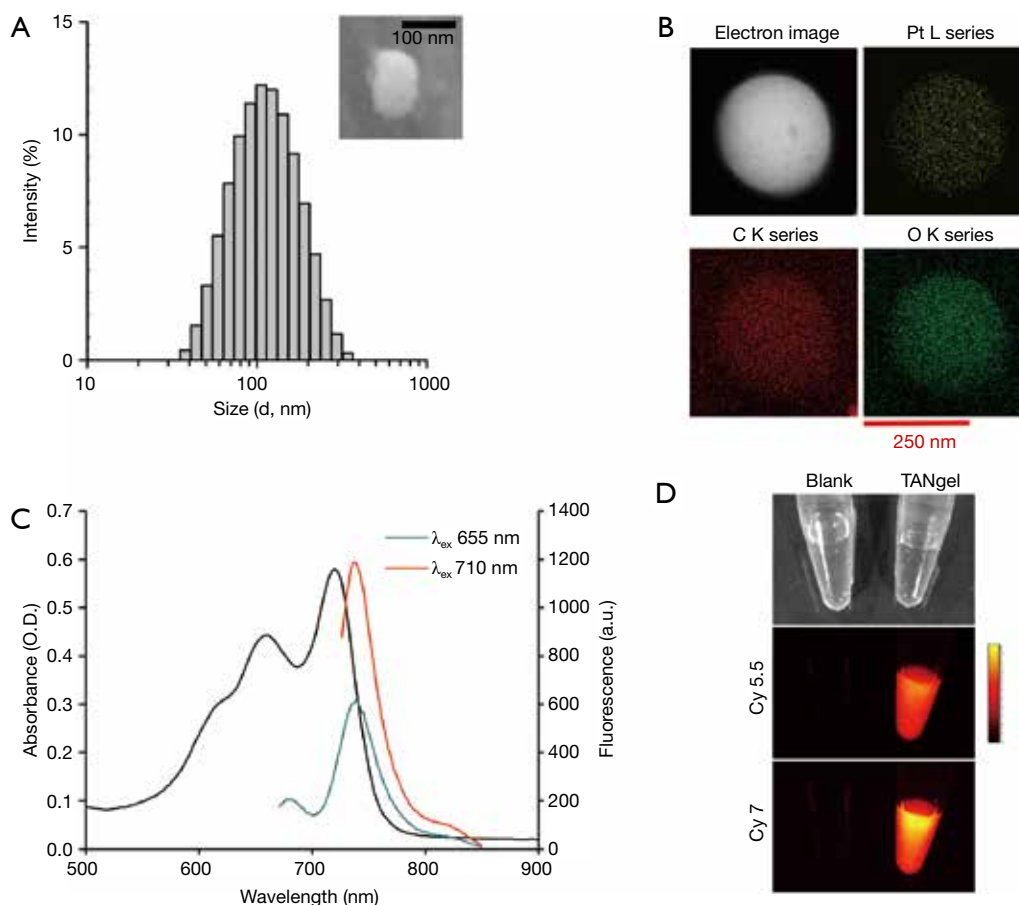 A
15
10
5
0
Intensity (%)
10
100
1000
Size (d, nm)
100 nm
B
Electron image
Pt L series
C K series
O K series
250 nm
C
0.7
0.6
0.5
0.4
0.3
0.2
0.1
0.0
Absorbance (O.D.)
500
600
700
800
900
Wavelength (nm)
λex 655 nm
λex 710 nm
1400
1200
1000
800
600
400
200
0
Fluorescence (a.u.)
D
Blank
TANgel
Cy 5.5
Cy 7